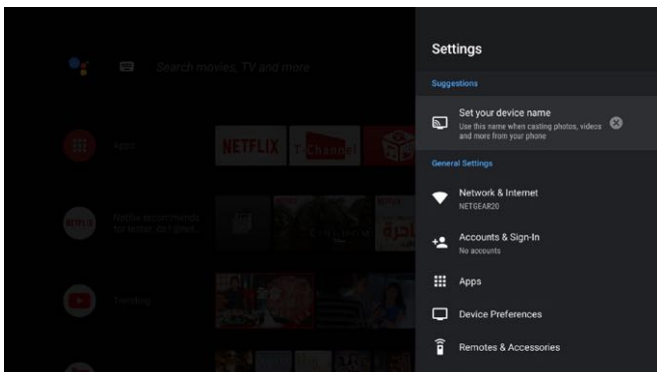 Settings
Suggestions
Set your device name
Use this name when casting photos, videos
and more from your phone
General Settings
Network & Internet
NETGEAR20
Accounts & Sign-In
No accounts
Apps
Device Preferences
Remotes & Accessories
Search movies, TV and more
Apps
NETFLIX
T-Channel
NETFLIX
Netflix recommends
Trending